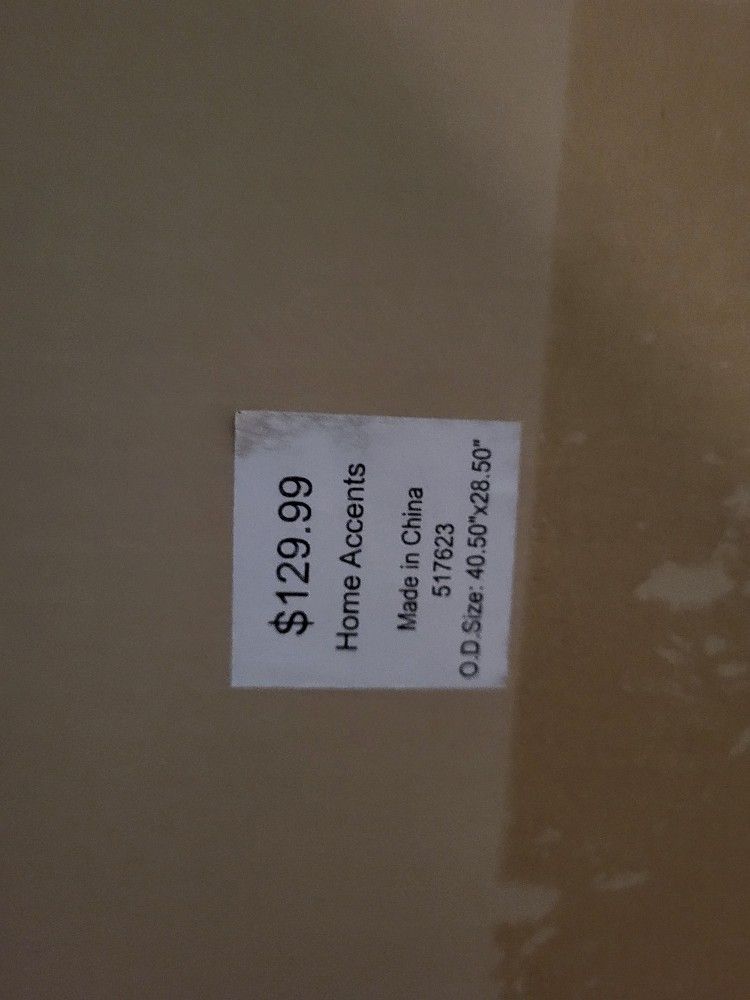 $129.99
Home Accents
Made in China
517623
O.D.Size: 40.50"x28.50"